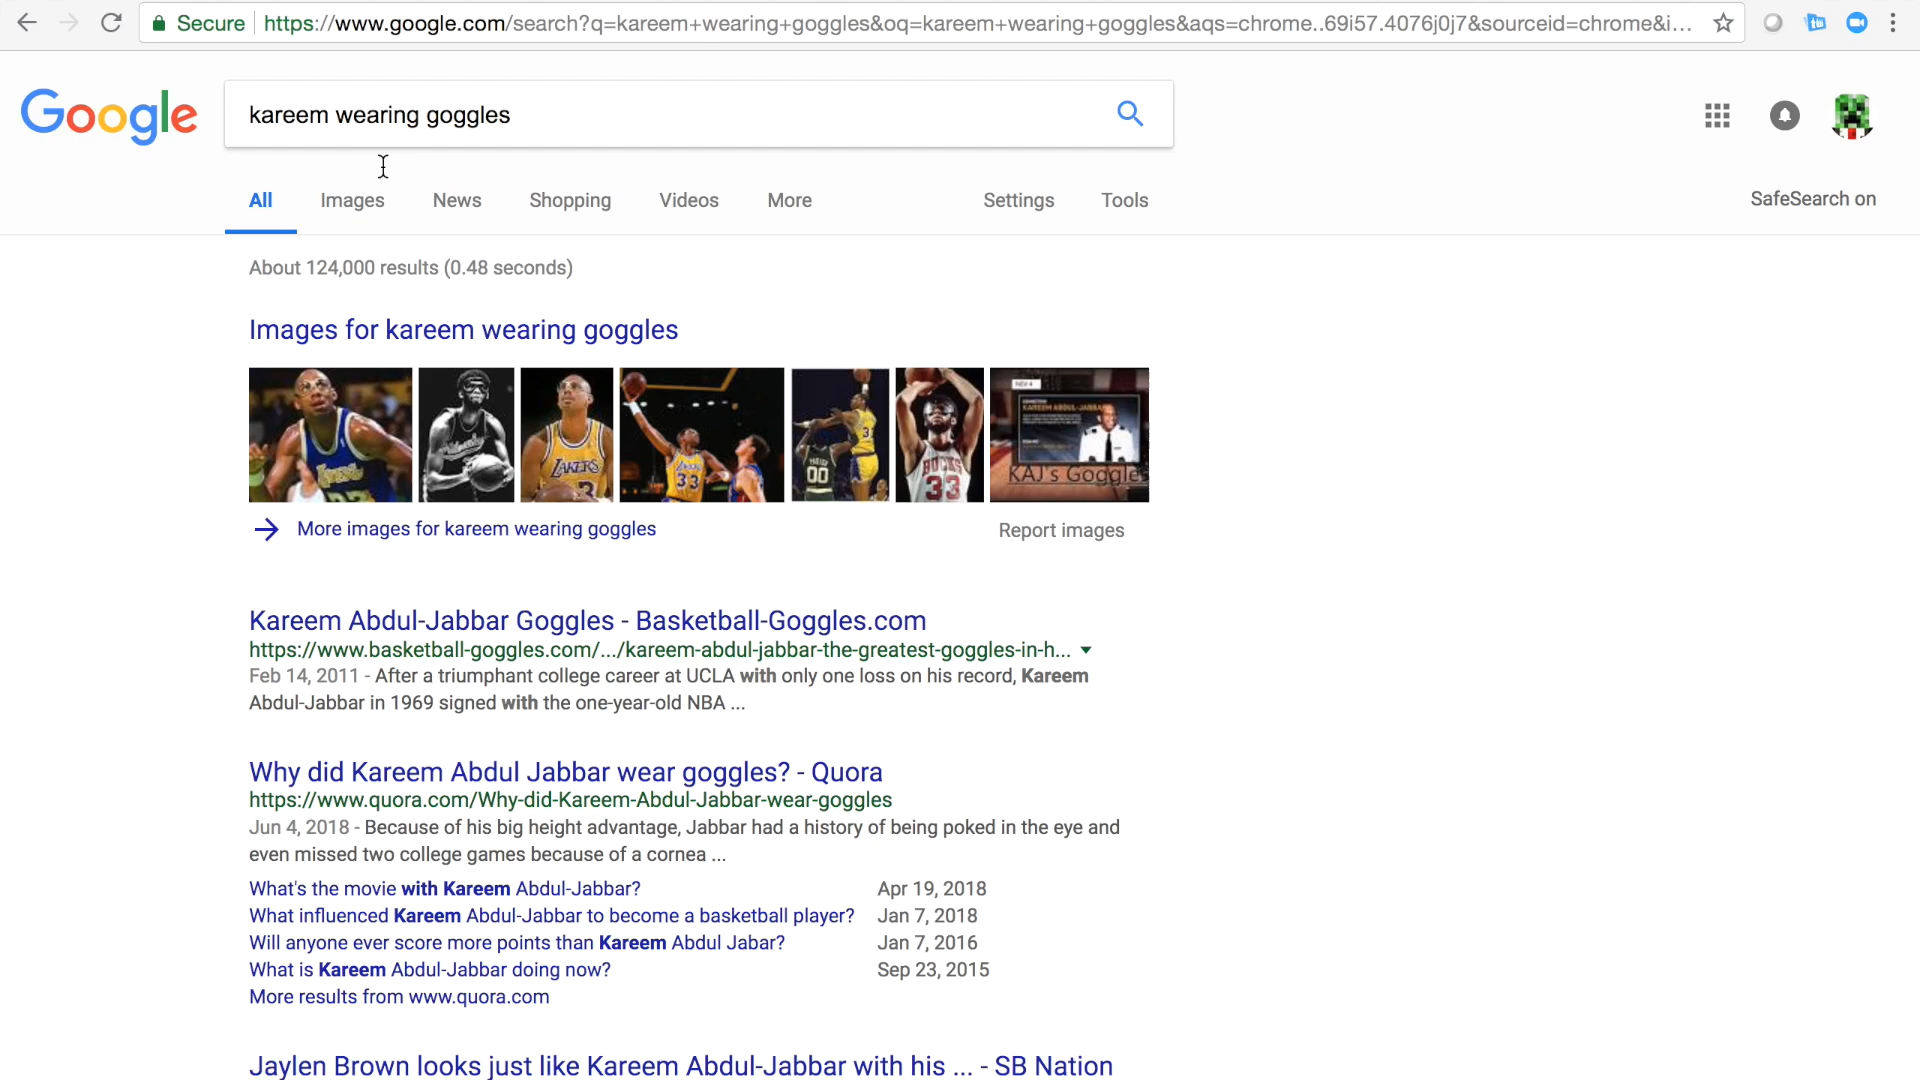 Secure https://www.google.com/search?q=kareem+wearing+goggles&oq=kareem+wearing+goggles&aqs=chrome..69i57.4076j0j7&sourceid=chrome&i...
Google
kareem wearing goggles
All Images News Shopping Videos More Settings Tools SafeSearch on
About 124,000 results (0.48 seconds)
Images for kareem wearing goggles
LAKERS
33
00
BUCKS
33
KAREEM ABDUL-JABBAR
KAJ's Goggles
More images for kareem wearing goggles Report images
Kareem Abdul-Jabbar Goggles - Basketball-Goggles.com
https://www.basketball-goggles.com/.../kareem-abdul-jabbar-the-greatest-goggles-in-h...
Feb 14, 2011 - After a triumphant college career at UCLA with only one loss on his record, Kareem
Abdul-Jabbar in 1969 signed with the one-year-old NBA ...
Why did Kareem Abdul Jabbar wear goggles? - Quora
https://www.quora.com/Why-did-Kareem-Abdul-Jabbar-wear-goggles
Jun 4, 2018 - Because of his big height advantage, Jabbar had a history of being poked in the eye and
even missed two college games because of a cornea ...
What's the movie with Kareem Abdul-Jabbar? Apr 19, 2018
What influenced Kareem Abdul-Jabbar to become a basketball player? Jan 7, 2018
Will anyone ever score more points than Kareem Abdul Jabar? Jan 7, 2016
What is Kareem Abdul-Jabbar doing now? Sep 23, 2015
More results from www.quora.com
Jaylen Brown looks just like Kareem Abdul-Jabbar with his ... - SB Nation